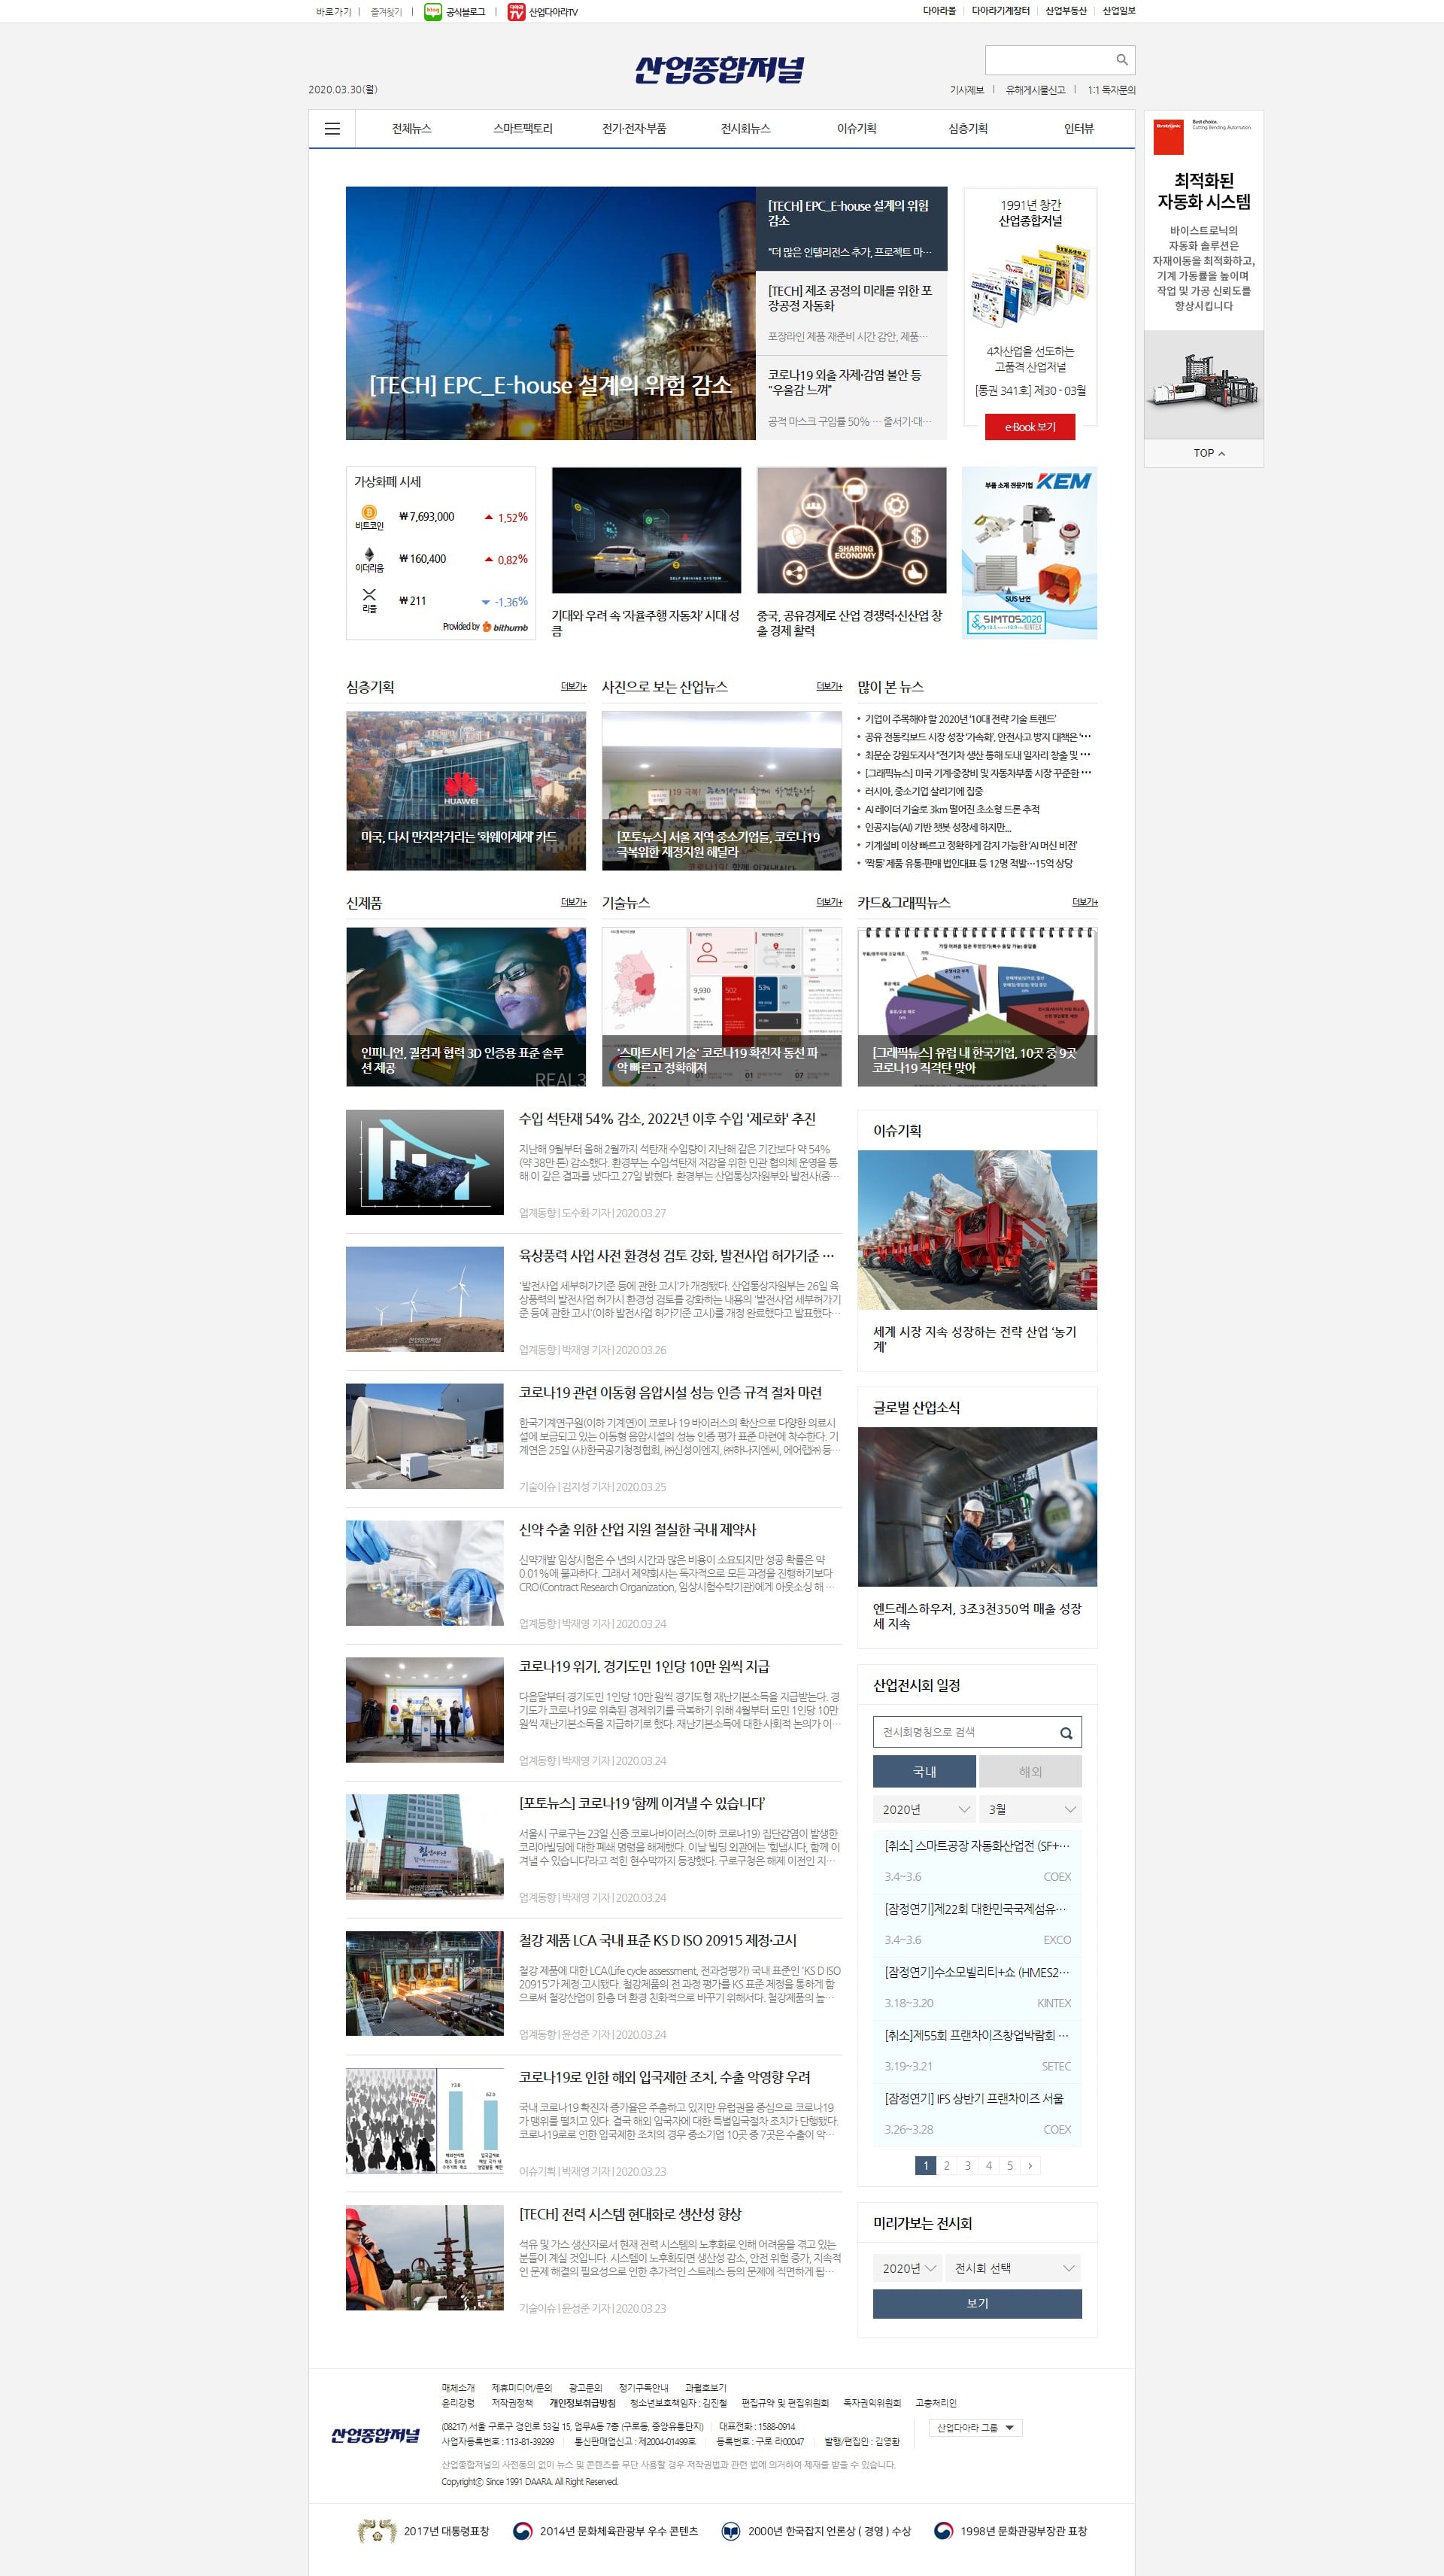 바로가기 | 즐겨찾기 | 공식블로그 | 산업다아라TV
다아라몰 | 다아라기계장터 | 산업부동산 | 산업일보
산업종합저널
2020.03.30(월)
기사제보 | 유해게시물신고 | 1:1 독자문의
전체뉴스
스마트팩토리
전기·전자·부품
전시회뉴스
이슈기획
심층기획
인터뷰
Best choice.
Cutting. Bending. Automation.
최적화된
자동화 시스템
바이스트로닉의
자동화 솔루션은
자재이동을 최적화하고,
기계 가동률을 높이며
작업 및 가공 신뢰도를
향상시킵니다
TOP
[TECH] EPC_E-house 설계의 위험 감소
[TECH] EPC_E-house 설계의 위험
감소
"더 많은 인텔리전스 추가, 프로젝트 마…
[TECH] 제조 공정의 미래를 위한 포
장공정 자동화
포장라인 제품 재준비 시간 감안, 제품…
코로나19 외출 자제·감염 불안 등
"우울감 느껴"
공적 마스크 구입률 50% … 줄서기·대…
1991년 창간
산업종합저널
4차산업을 선도하는
고품격 산업저널
[통권 341호] 제30 - 03월
e-Book 보기
가상화폐 시세
비트코인
₩ 7,693,000
1.52%
이더리움
₩ 160,400
0.82%
리플
₩ 211
-1.36%
Provided by bithumb
SELF DRIVING SYSTEM
기대와 우려 속 '자율주행 자동차' 시대 성
큼
SHARING
ECONOMY
중국, 공유경제로 산업 경쟁력·신산업 창
출 경제 활력
부품 소재 전문기업 KEM
SUS 난연
SIMTOS2020
KINTEX
심층기획
더보기+
HUAWEI
미국, 다시 만지작거리는 '화웨이제재' 카드
사진으로 보는 산업뉴스
더보기+
[포토뉴스] 서울 지역 중소기업들, 코로나19
극복위한 재정지원 해달라
많이 본 뉴스
기업이 주목해야 할 2020년 '10대 전략 기술 트렌드'
공유 전동킥보드 시장 성장 '가속화', 안전사고 방지 대책은 '…
최문순 강원도지사 "전기차 생산 통해 도내 일자리 창출 및 …
[그래픽뉴스] 미국 기계·중장비 및 자동차부품 시장 꾸준한 …
러시아, 중소기업 살리기에 집중
AI 레이더 기술로 3km 떨어진 초소형 드론 추적
인공지능(AI) 기반 챗봇 성장세 하지만...
기계설비 이상 빠르고 정확하게 감지 가능한 'AI 머신 비전'
'짝퉁' 제품 유통·판매 법인대표 등 12명 적발…15억 상당
신제품
더보기+
REAL3
인피니언, 퀄컴과 협력 3D 인증용 표준 솔루
션 제공
기술뉴스
더보기+
9,930
502
53%
'스마트시티 기술' 코로나19 확진자 동선 파
악 빠르고 정확해져
카드&그래픽뉴스
더보기+
[그래픽뉴스] 유럽 내 한국기업, 10곳 중 9곳
코로나19 직격탄 맞아
수입 석탄재 54% 감소, 2022년 이후 수입 '제로화' 추진
지난해 9월부터 올해 2월까지 석탄재 수입량이 지난해 같은 기간보다 약 54%
(약 38만 톤) 감소했다. 환경부는 수입석탄재 저감을 위한 민관 협의체 운영을 통
해 이 같은 결과를 냈다고 27일 밝혔다. 환경부는 산업통상자원부와 발전사(중…
업계동향 | 도수화 기자 | 2020.03.27
육상풍력 사업 사전 환경성 검토 강화, 발전사업 허가기준 …
'발전사업 세부허가기준 등에 관한 고시'가 개정됐다. 산업통상자원부는 26일 육
상풍력의 발전사업 허가시 환경성 검토를 강화하는 내용의 '발전사업 세부허가기
준 등에 관한 고시'(이하 발전사업 허가기준 고시)를 개정 완료했다고 발표했다…
업계동향 | 박재영 기자 | 2020.03.26
코로나19 관련 이동형 음압시설 성능 인증 규격 절차 마련
한국기계연구원(이하 기계연)이 코로나 19 바이러스의 확산으로 다양한 의료시
설에 보급되고 있는 이동형 음압시설의 성능 인증 평가 표준 마련에 착수한다. 기
계연은 25일 (사)한국공기청정협회, ㈜신성이엔지, ㈜하나지엔씨, 에어랩㈜ 등…
기술이슈 | 김지성 기자 | 2020.03.25
신약 수출 위한 산업 지원 절실한 국내 제약사
신약개발 임상시험은 수 년의 시간과 많은 비용이 소요되지만 성공 확률은 약
0.01%에 불과하다. 그래서 제약회사는 독자적으로 모든 과정을 진행하기보다
CRO(Contract Research Organization, 임상시험수탁기관)에게 아웃소싱 해 …
업계동향 | 박재영 기자 | 2020.03.24
코로나19 위기, 경기도민 1인당 10만 원씩 지급
다음달부터 경기도민 1인당 10만 원씩 경기도형 재난기본소득을 지급받는다. 경
기도가 코로나19로 위축된 경제위기를 극복하기 위해 4월부터 도민 1인당 10만
원씩 재난기본소득을 지급하기로 했다. 재난기본소득에 대한 사회적 논의가 이…
업계동향 | 박재영 기자 | 2020.03.24
[포토뉴스] 코로나19 '함께 이겨낼 수 있습니다'
서울시 구로구는 23일 신종 코로나바이러스(이하 코로나19) 집단감염이 발생한
코리아빌딩에 대한 폐쇄 명령을 해제했다. 이날 빌딩 외관에는 '힘냅시다, 함께 이
겨낼 수 있습니다'라고 적힌 현수막까지 등장했다. 구로구청은 해제 이전인 지…
업계동향 | 박재영 기자 | 2020.03.24
철강 제품 LCA 국내 표준 KS D ISO 20915 제정·고시
철강 제품에 대한 LCA(Life cycle assessment, 전과정평가) 국내 표준인 'KS D ISO
20915'가 제정·고시됐다. 철강제품의 전 과정 평가를 KS 표준 제정을 통하게 함
으로써 철강산업이 한층 더 환경 친화적으로 바꾸기 위해서다. 철강제품의 높…
업계동향 | 윤성준 기자 | 2020.03.24
코로나19로 인한 해외 입국제한 조치, 수출 악영향 우려
국내 코로나19 확진자 증가율은 주춤하고 있지만 유럽권을 중심으로 코로나19
가 맹위를 떨치고 있다. 결국 해외 입국자에 대한 특별입국절차 조치가 단행됐다.
코로나19로로 인한 입국제한 조치의 경우 중소기업 10곳 중 7곳은 수출이 악…
이슈기획 | 박재영 기자 | 2020.03.23
[TECH] 전력 시스템 현대화로 생산성 향상
석유 및 가스 생산자로서 현재 전력 시스템의 노후화로 인해 어려움을 겪고 있는
분들이 계실 것입니다. 시스템이 노후화되면 생산성 감소, 안전 위험 증가, 지속적
인 문제 해결의 필요성으로 인한 추가적인 스트레스 등의 문제에 직면하게 됩…
기술이슈 | 윤성준 기자 | 2020.03.23
이슈기획
세계 시장 지속 성장하는 전략 산업 '농기
계'
글로벌 산업소식
엔드레스하우저, 3조3천350억 매출 성장
세 지속
산업전시회 일정
전시회명칭으로 검색
국내
해외
2020년
3월
[취소] 스마트공장 자동화산업전 (SF+…
3.4~3.6
COEX
[잠정연기]제22회 대한민국국제섬유…
3.4~3.6
EXCO
[잠정연기]수소모빌리티+쇼 (HMES2…
3.18~3.20
KINTEX
[취소]제55회 프랜차이즈창업박람회 …
3.19~3.21
SETEC
[잠정연기] IFS 상반기 프랜차이즈 서울
3.26~3.28
COEX
1 2 3 4 5 ›
미리가보는 전시회
2020년
전시회 선택
보기
매체소개 제휴미디어/문의 광고문의 정기구독안내 과월호보기
윤리강령 저작권정책 개인정보취급방침 청소년보호책임자 : 김진철 편집규약 및 편집위원회 독자권익위원회 고충처리인
산업종합저널
(08217) 서울 구로구 경인로 53길 15, 업무A동 7층 (구로동, 중앙유통단지) | 대표전화 : 1588-0914
사업자등록번호 : 113-81-39299 | 통신판매업신고 : 제2004-01499호 | 등록번호 : 구로 라00047 | 발행/편집인 : 김영환
산업다아라 그룹
산업종합저널의 사전동의 없이 뉴스 및 콘텐츠를 무단 사용할 경우 저작권법과 관련 법에 의거하여 제재를 받을 수 있습니다.
Copyrightⓒ Since 1991 DAARA. All Right Reserved.
2017년 대통령표창
2014년 문화체육관광부 우수 콘텐츠
2000년 한국잡지 언론상 ( 경영 ) 수상
1998년 문화관광부장관 표창